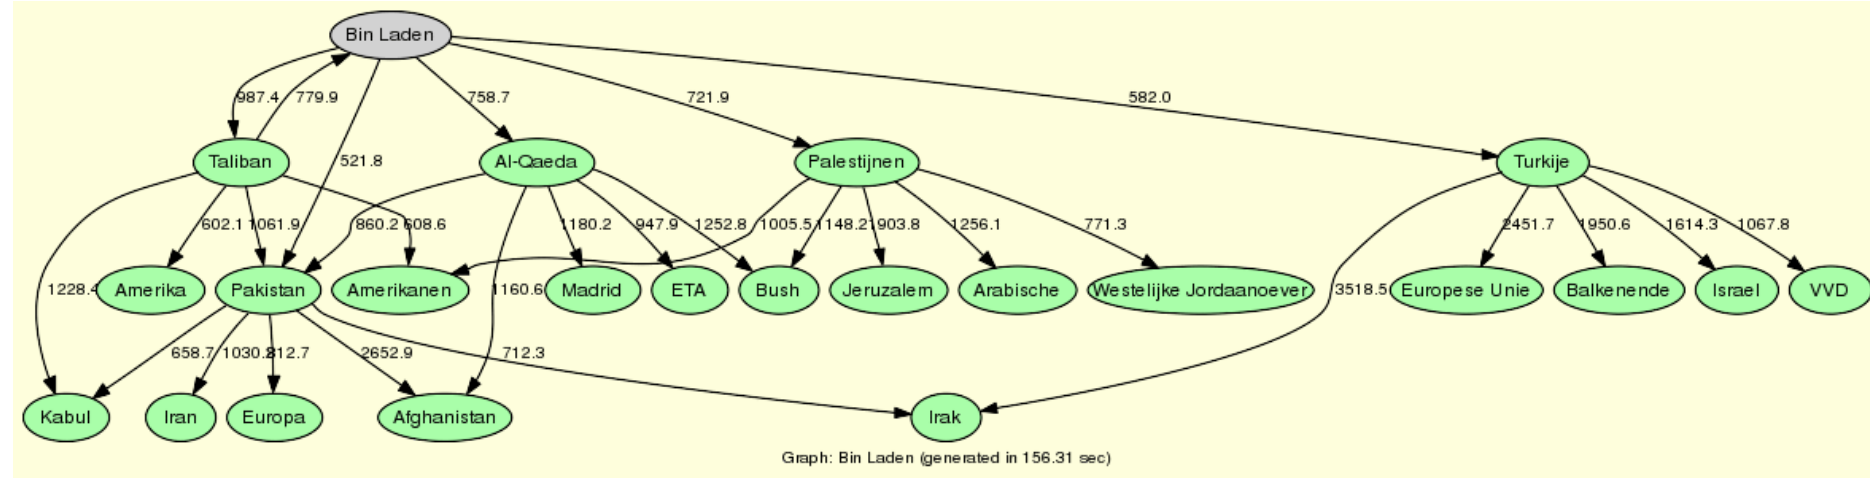 Bin Laden
987.4 779.9 758.7 721.9 582.0
Taliban 521.8 Al-Qaeda Palestijnen Turkije
602.1 1061.9 860.2 608.6 1180.2 947.9 1252.8 1005.5 1148.2 1903.8 1256.1 771.3 2451.7 1950.6 1614.3 1067.8
1228.4 Amerika Pakistan Amerikanen 1160.6 Madrid ETA Bush Jeruzalem Arabische Westelijke Jordaanoever 3518.5 Europese Unie Balkenende Israel VVD
658.7 812.7 2652.9 712.3
Kabul Iran Europa Afghanistan Irak
Graph: Bin Laden (generated in 156.31 sec)